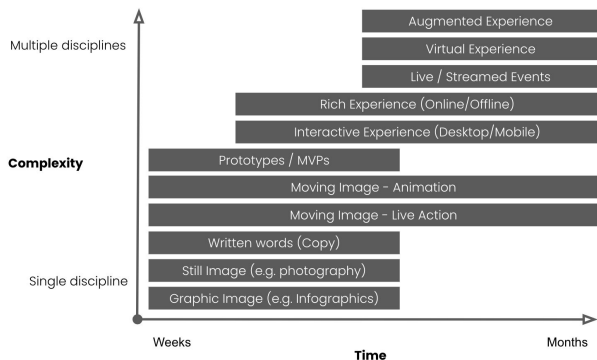 Augmented Experience
Multiple disciplines
Virtual Experience
Live / Streamed Events
Rich Experience (Online/Offline)
Interactive Experience (Desktop/Mobile)
Complexity
Prototypes / MVPs
Moving Image - Animation
Moving Image - Live Action
Written words (Copy)
Still Image (e.g. photography)
Single discipline
Graphic Image (e.g. Infographics)
Weeks
Months
Time